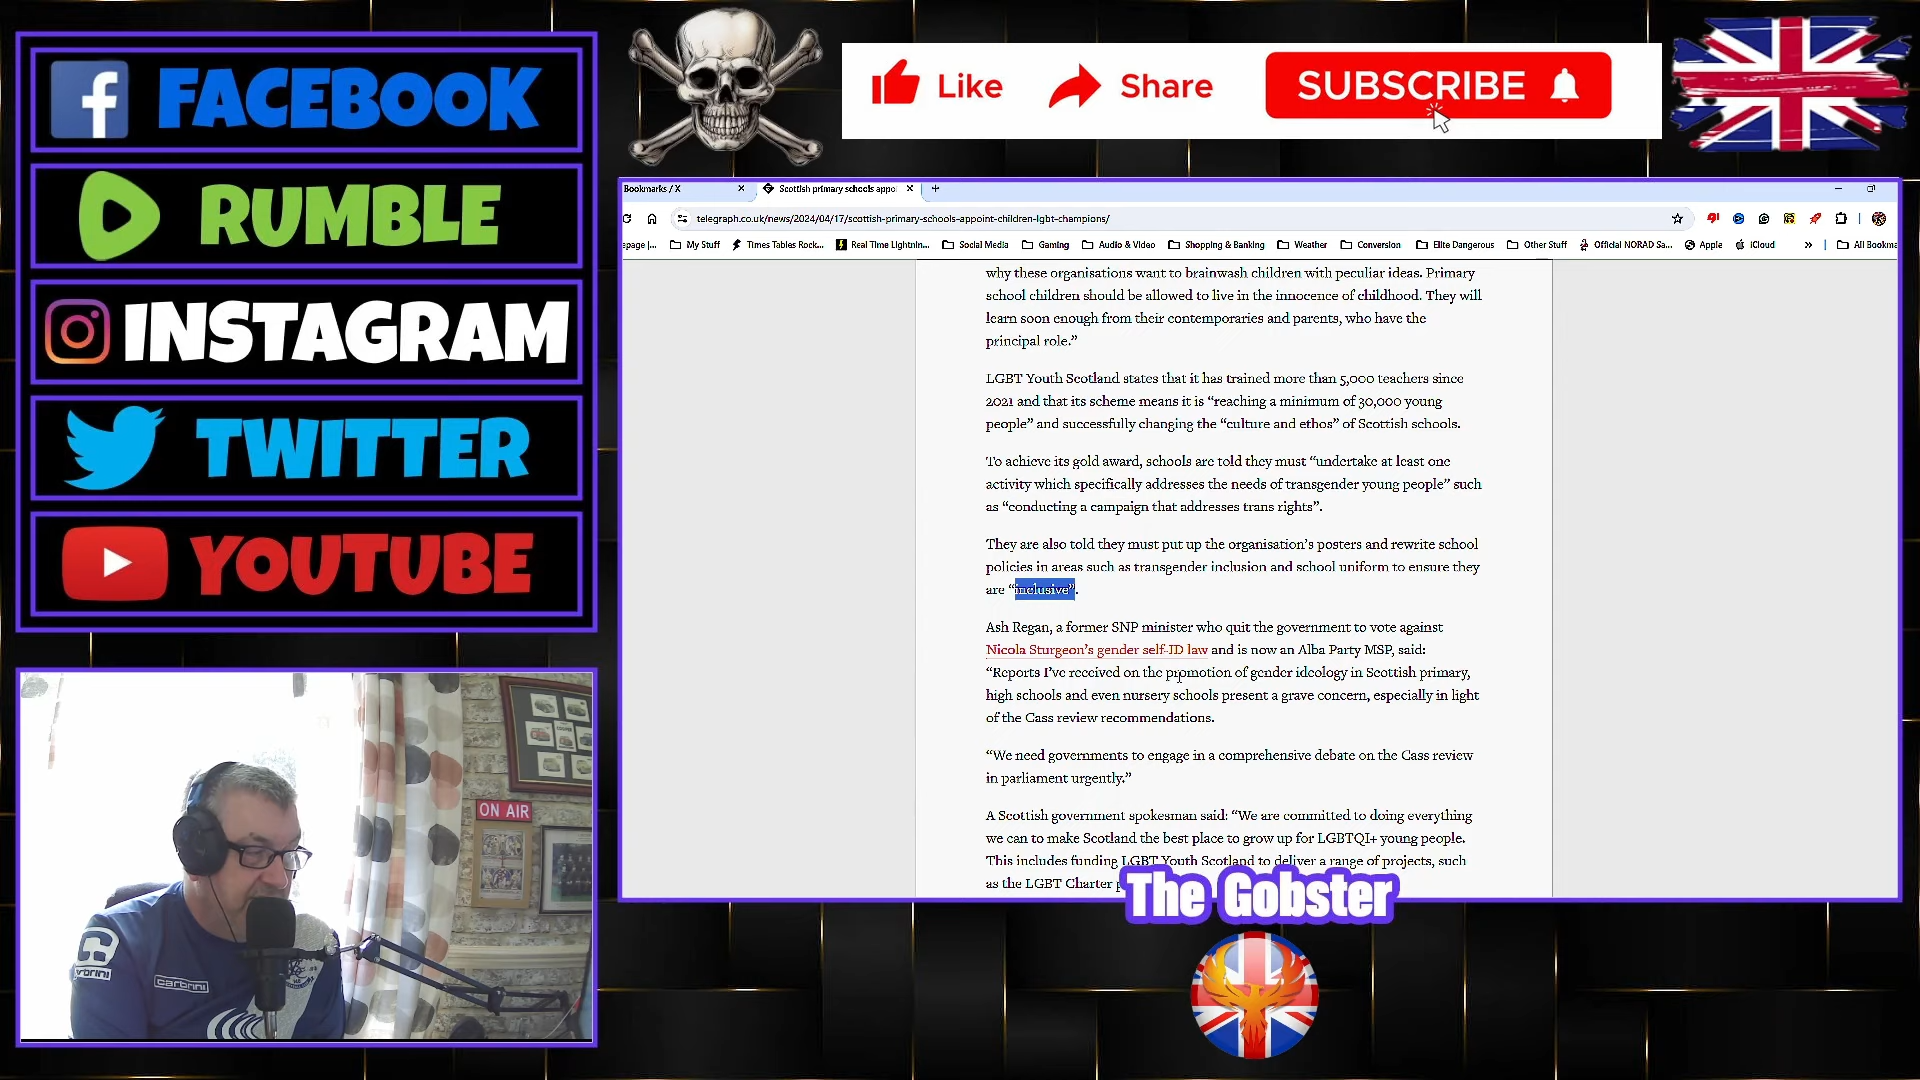 FACEBOOK
RUMBLE
INSTAGRAM
TWITTER
YOUTUBE
Like
Share
SUBSCRIBE
Bookmarks / X
Scottish primary schools appoi
telegraph.co.uk/news/2024/04/17/scottish-primary-schools-appoint-children-lgbt-champions/
epage |...
My Stuff
Times Tables Rock...
Real Time Lightnin...
Social Media
Gaming
Audio & Video
Shopping & Banking
Weather
Conversion
Elite Dangerous
Other Stuff
Official NORAD Sa...
Apple
iCloud
»
All Bookma
why these organisations want to brainwash children with peculiar ideas. Primary
school children should be allowed to live in the innocence of childhood. They will
learn soon enough from their contemporaries and parents, who have the
principal role.”
LGBT Youth Scotland states that it has trained more than 5,000 teachers since
2021 and that its scheme means it is “reaching a minimum of 30,000 young
people” and successfully changing the “culture and ethos” of Scottish schools.
To achieve its gold award, schools are told they must “undertake at least one
activity which specifically addresses the needs of transgender young people” such
as “conducting a campaign that addresses trans rights”.
They are also told they must put up the organisation’s posters and rewrite school
policies in areas such as transgender inclusion and school uniform to ensure they
are “inclusive”.
Ash Regan, a former SNP minister who quit the government to vote against
Nicola Sturgeon’s gender self-ID law and is now an Alba Party MSP, said:
“Reports I’ve received on the promotion of gender ideology in Scottish primary,
high schools and even nursery schools present a grave concern, especially in light
of the Cass review recommendations.
“We need governments to engage in a comprehensive debate on the Cass review
in parliament urgently.”
A Scottish government spokesman said: “We are committed to doing everything
we can to make Scotland the best place to grow up for LGBTQI+ young people.
This includes funding LGBT Youth Scotland to deliver a range of projects, such
as the LGBT Charter
The Gobster
ON AIR
carbrini